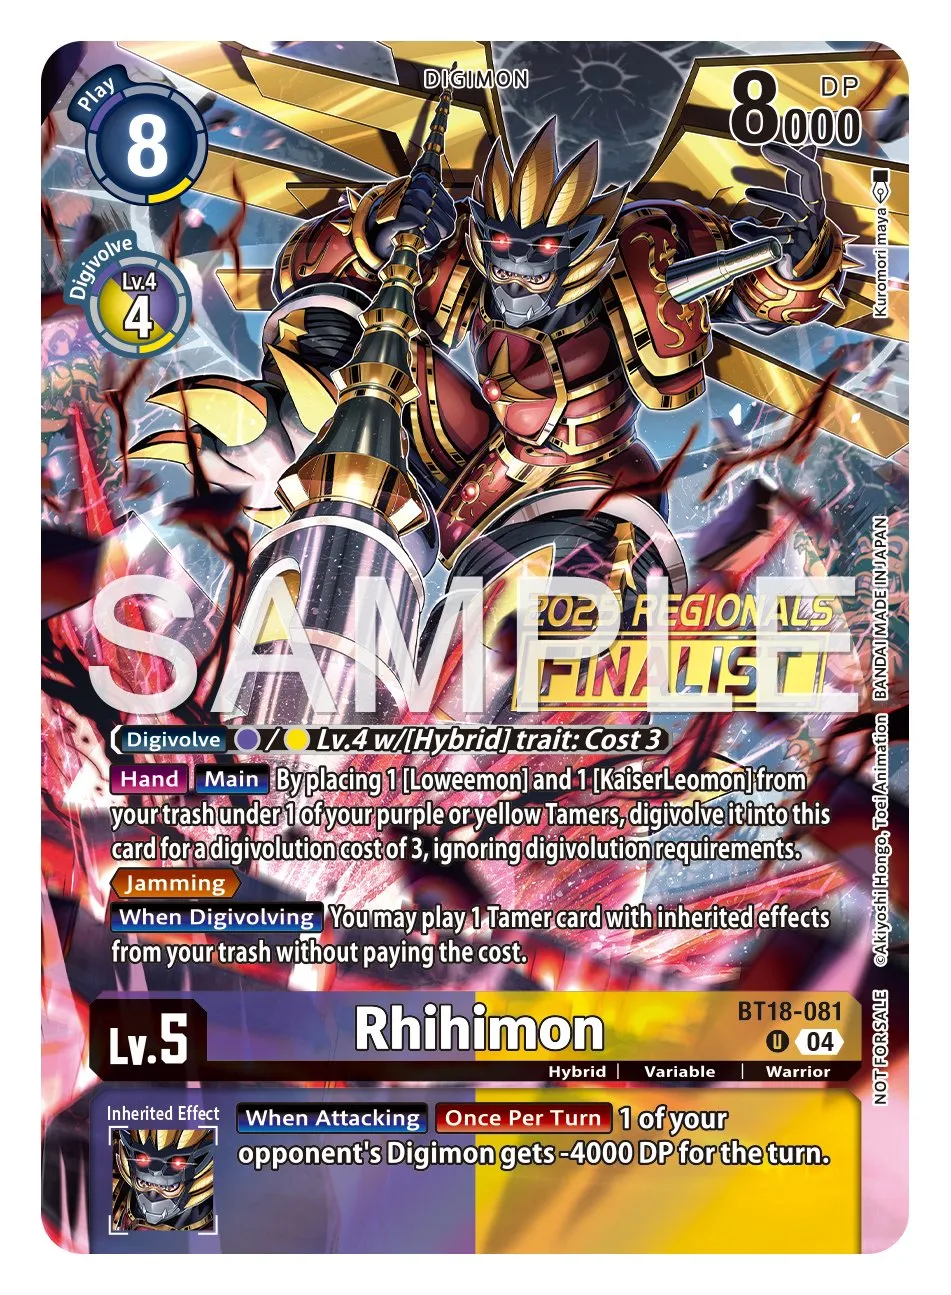 DIGIMON
Play
8
8000
DP
Digivolve
Lv.4
4
Kuromori maya
SAMPLE
2025 REGIONALS
FINALIST
BANDAI MADE IN JAPAN
Digivolve / Lv.4 w/[Hybrid] trait: Cost 3
Hand Main By placing 1 [Loweemon] and 1 [KaiserLeomon] from
your trash under 1 of your purple or yellow Tamers, digivolve it into this
card for a digivolution cost of 3, ignoring digivolution requirements.
Jamming
When Digivolving You may play 1 Tamer card with inherited effects
from your trash without paying the cost.
©Akiyoshi Hongo, Toei Animation
Lv.5
Rhihimon
BT18-081
U 04
Hybrid | Variable | Warrior
NOT FOR SALE
Inherited Effect
When Attacking Once Per Turn 1 of your
opponent's Digimon gets -4000 DP for the turn.